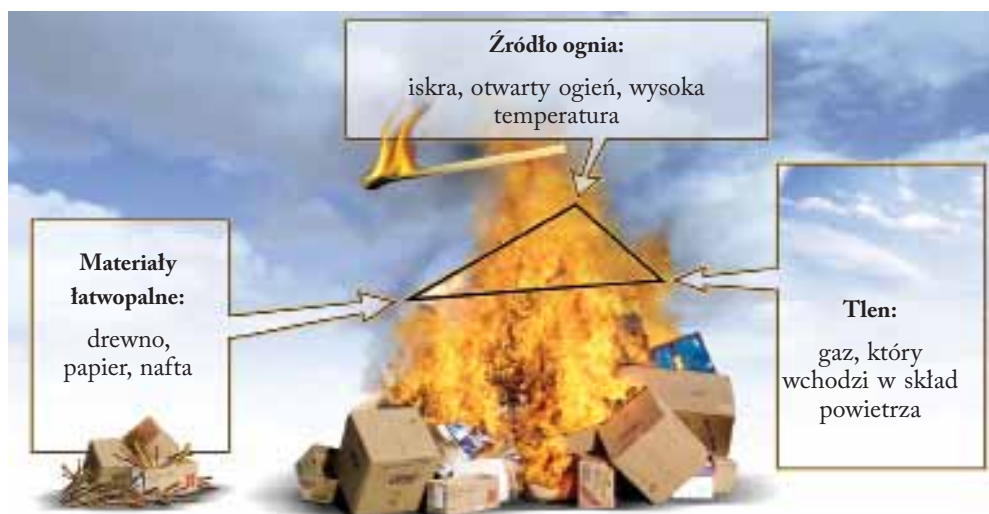 Źródło ognia:
iskra, otwarty ogień, wysoka
temperatura
Materiały
łatwopalne:
drewno,
papier, nafta
Tlen:
gaz, który
wchodzi w skład
powietrza